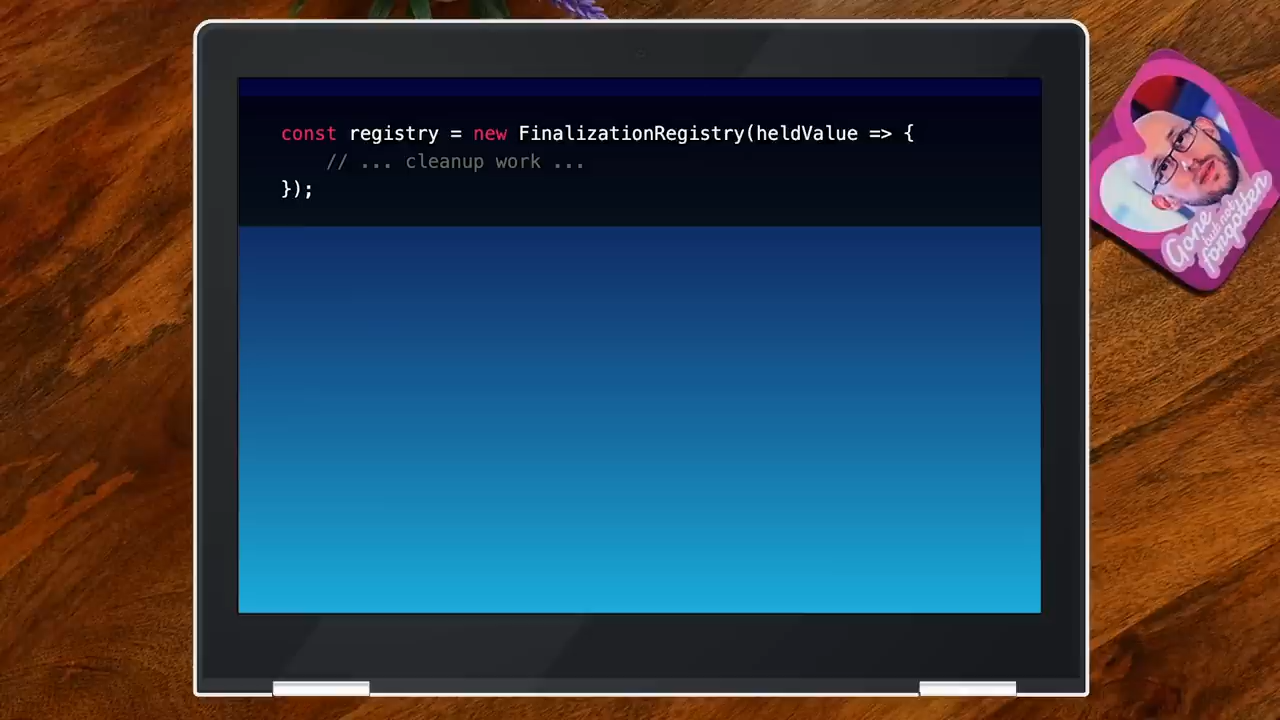 const registry = new FinalizationRegistry(heldValue => {
// ... cleanup work ...
});
Gone
but not
forgotten